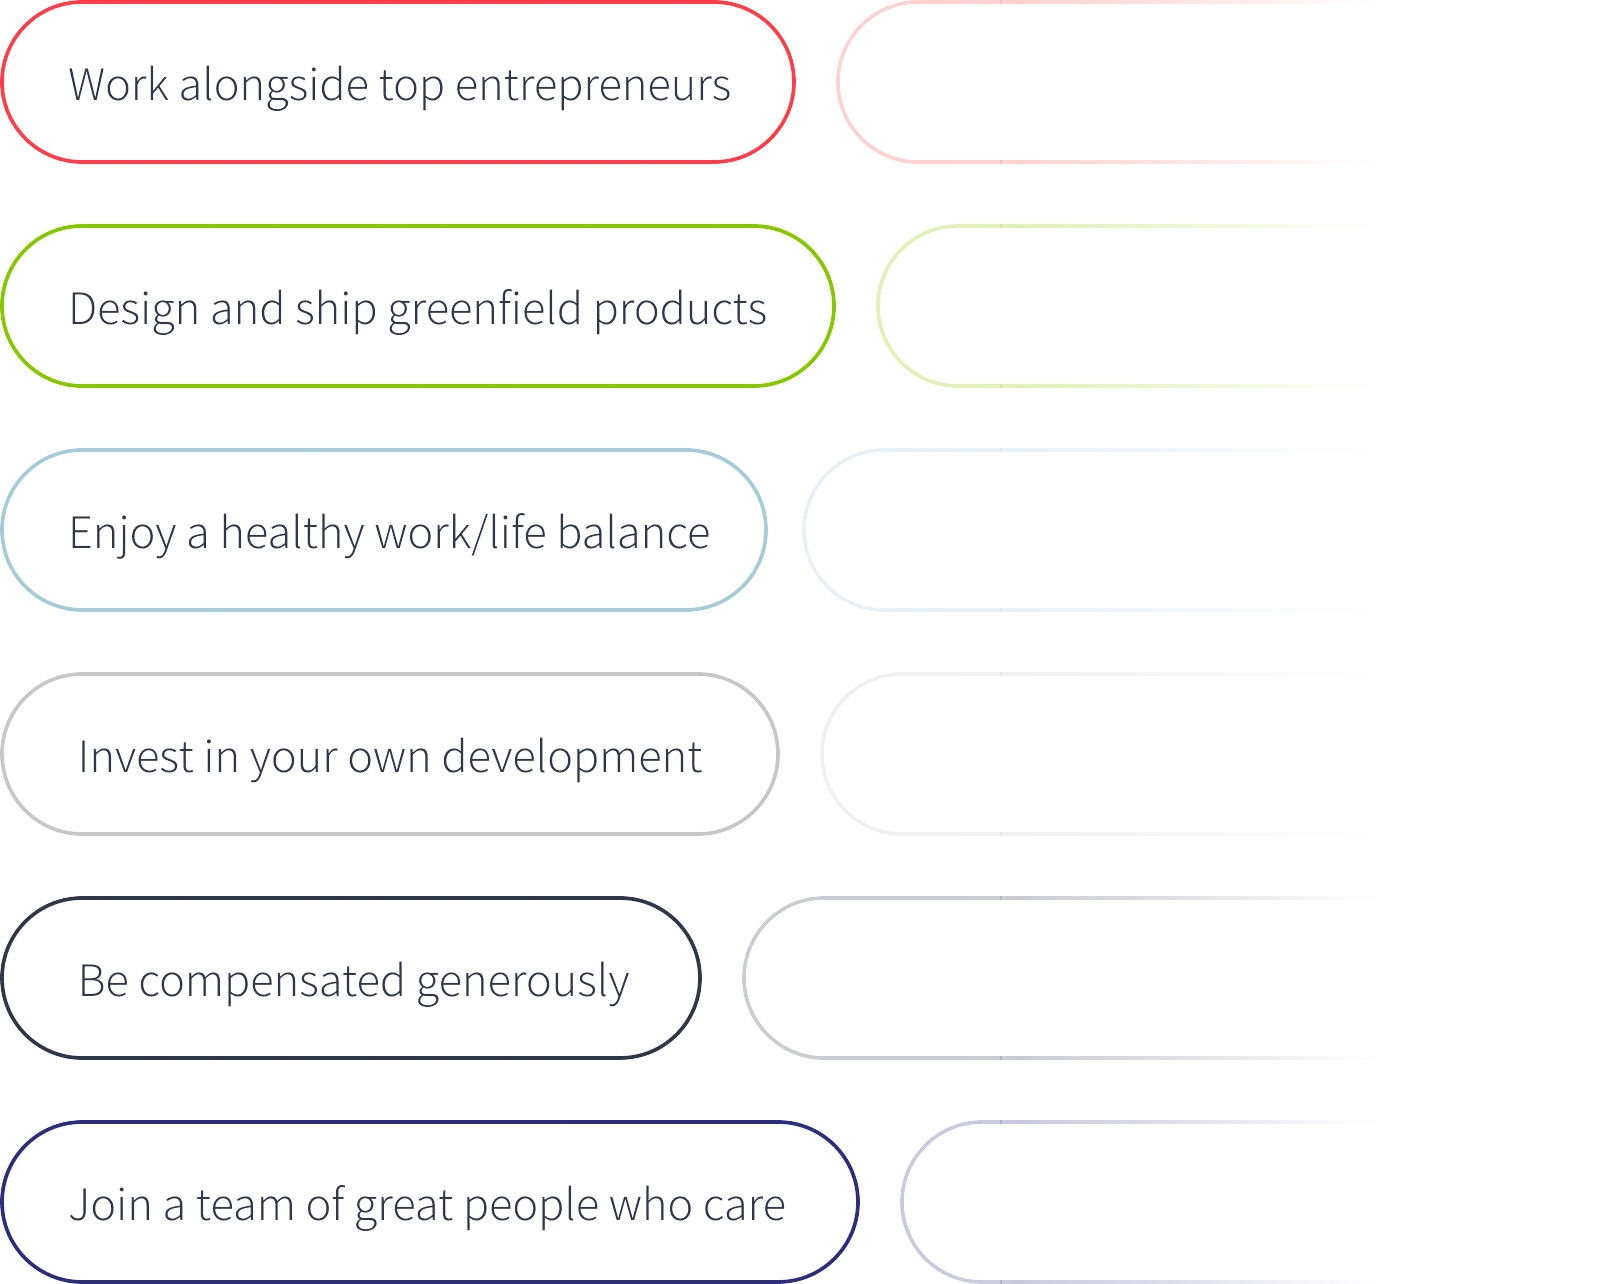 Work alongside top entrepreneurs
Design and ship greenfield products
Enjoy a healthy work/life balance
Invest in your own development
Be compensated generously
Join a team of great people who care